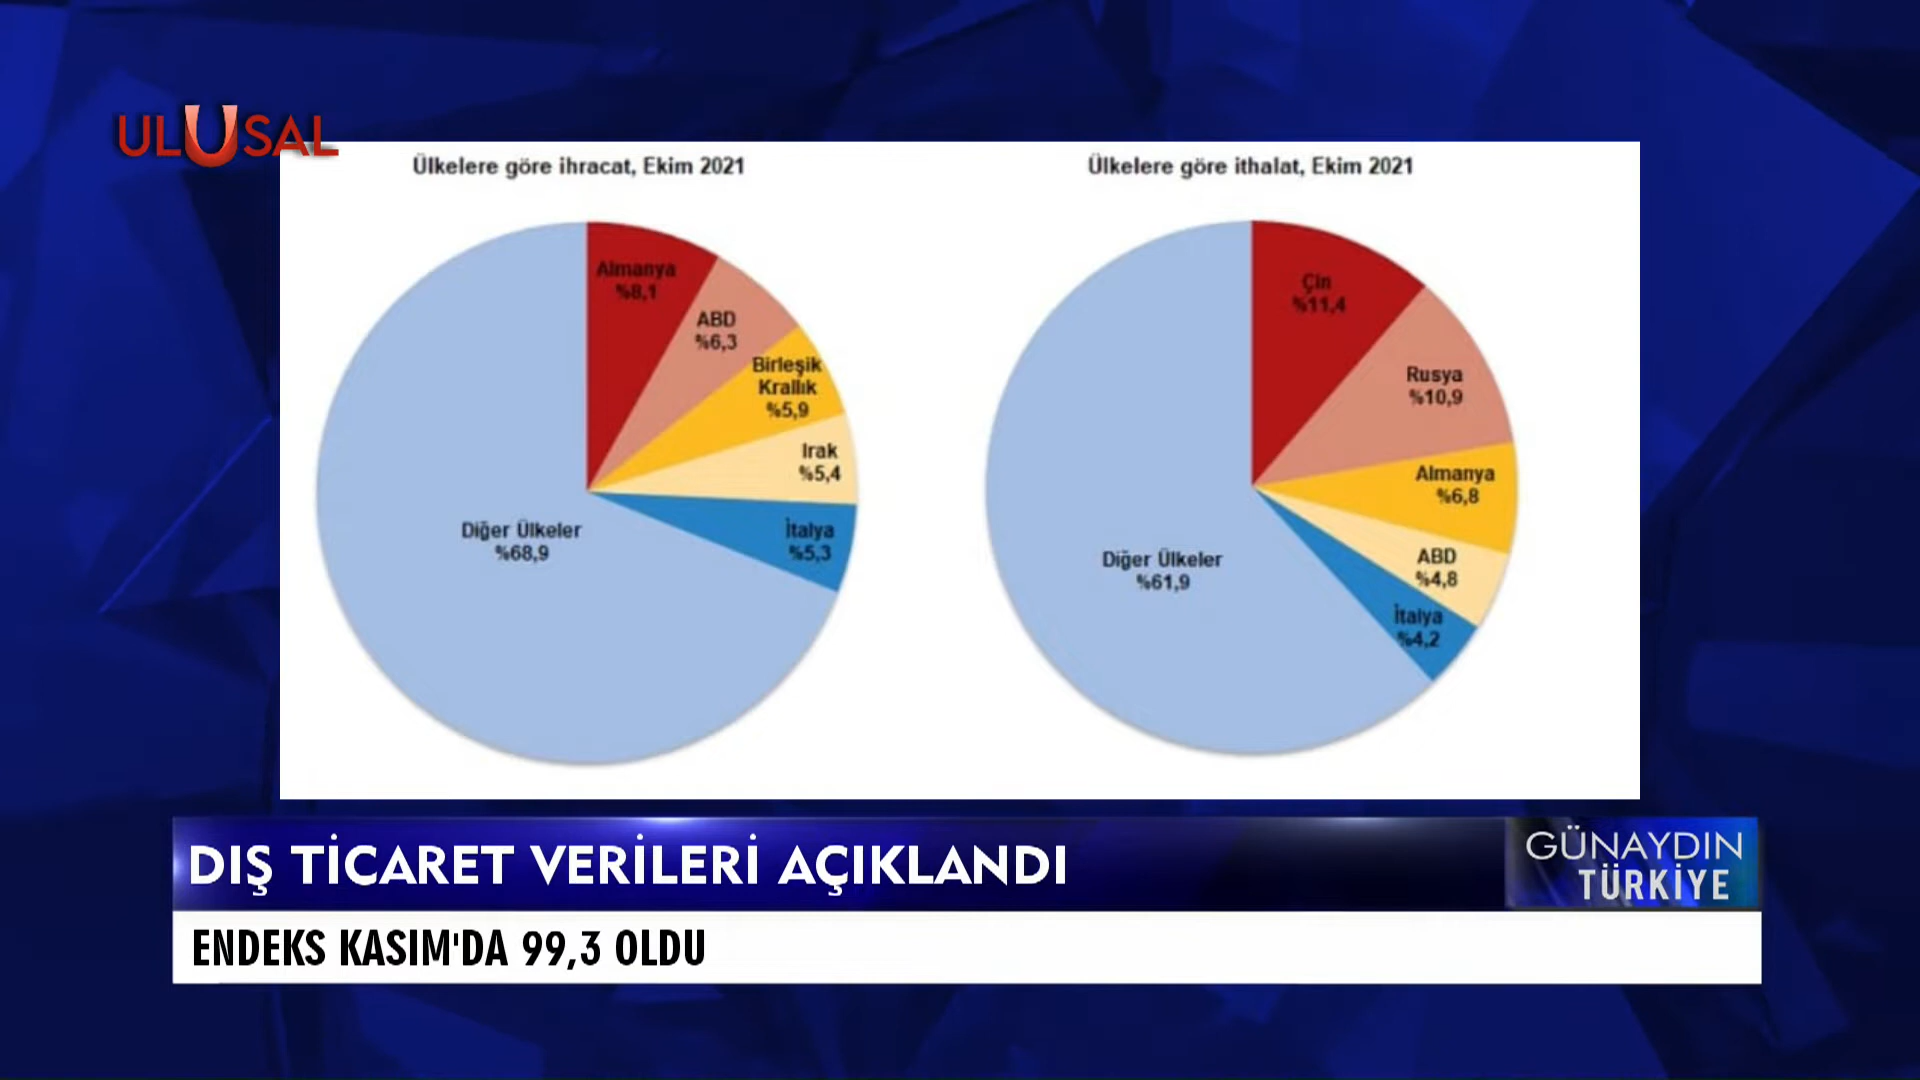 ULUSAL
Ülkelere göre ihracat, Ekim 2021
Almanya
%8,1
ABD
%6,3
Birleşik
Krallık
%5,9
Irak
%5,4
İtalya
%5,3
Diğer Ülkeler
%68,9
Ülkelere göre ithalat, Ekim 2021
Çin
%11,4
Rusya
%10,9
Almanya
%6,8
ABD
%4,8
İtalya
%4,2
Diğer Ülkeler
%61,9
DIŞ TİCARET VERİLERİ AÇIKLANDI
GÜNAYDIN
TÜRKİYE
ENDEKS KASIM'DA 99,3 OLDU